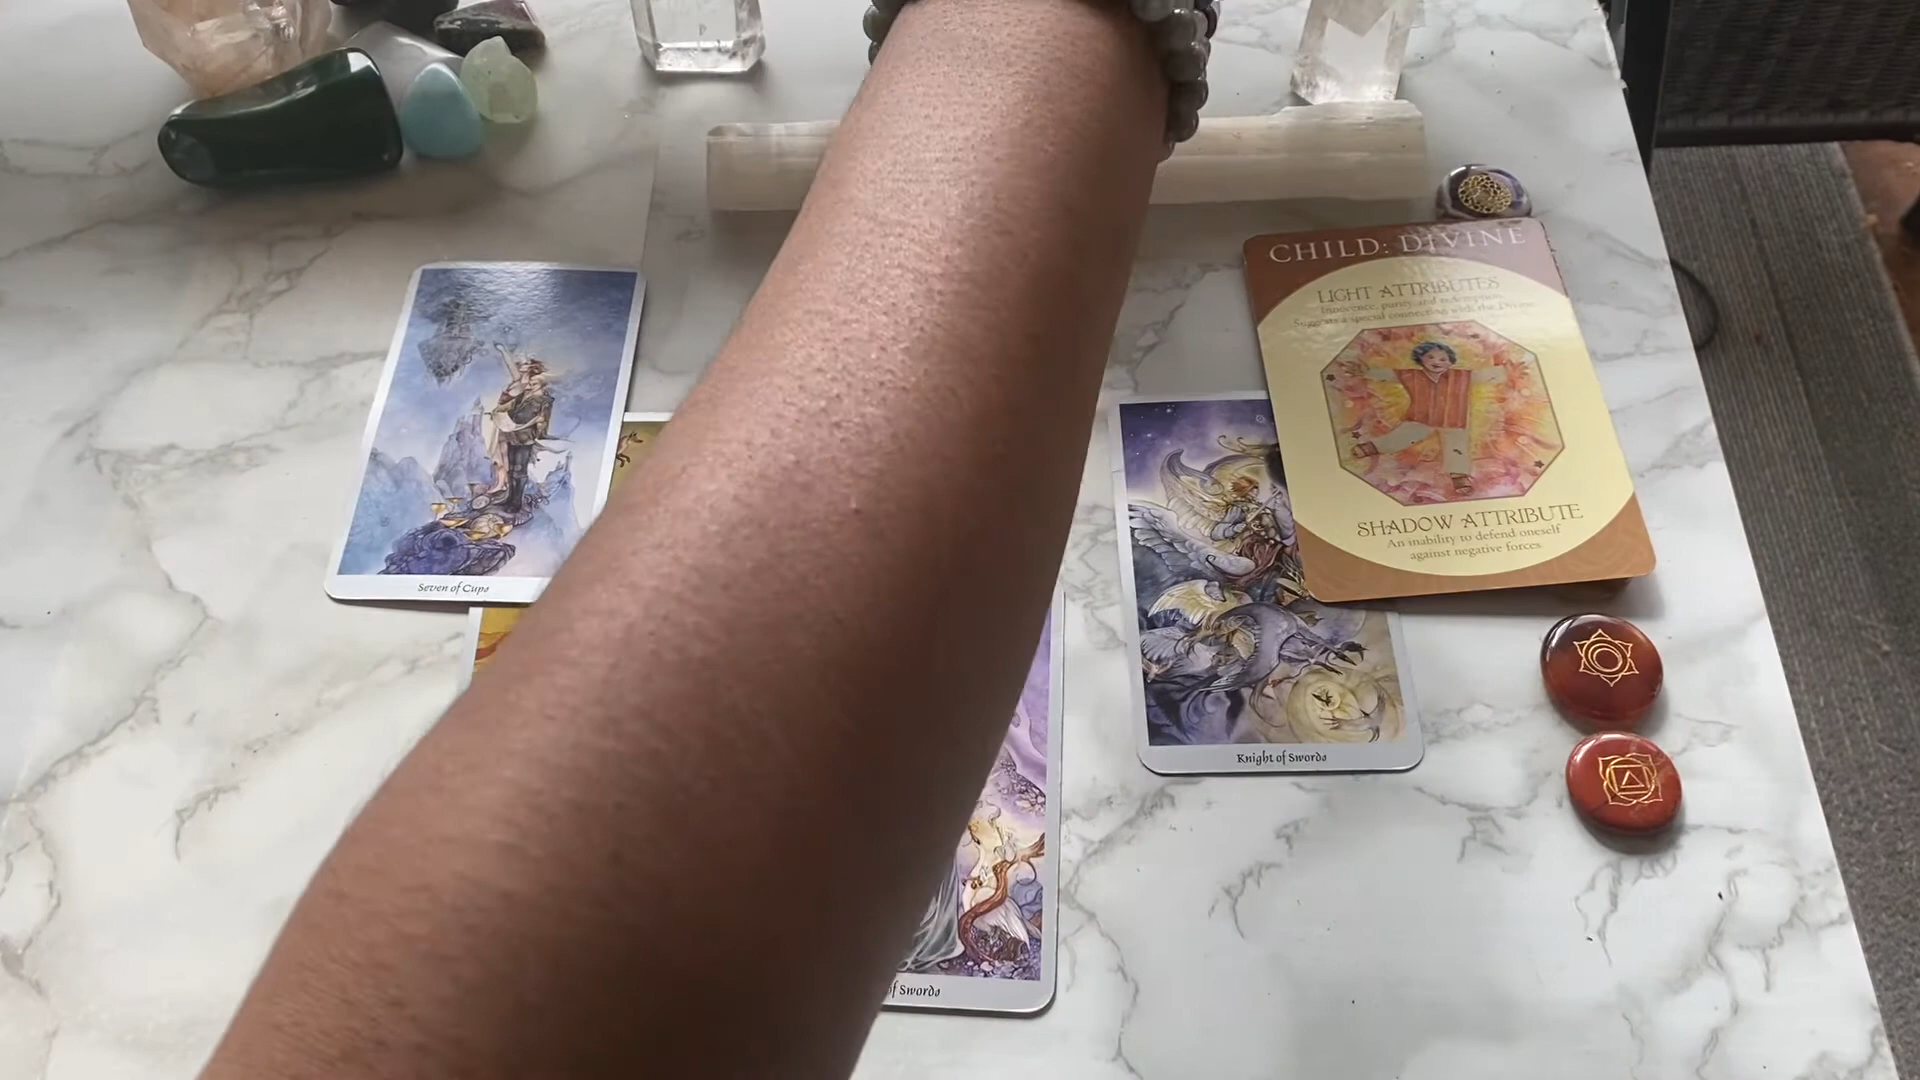 CHILD: DIVINE
LIGHT ATTRIBUTES
Innocence, purity, and redemption.
Suggests a special connection with the Divine.
SHADOW ATTRIBUTE
An inability to defend oneself
against negative forces.
Seven of Cups
Knight of Swords
of Swords